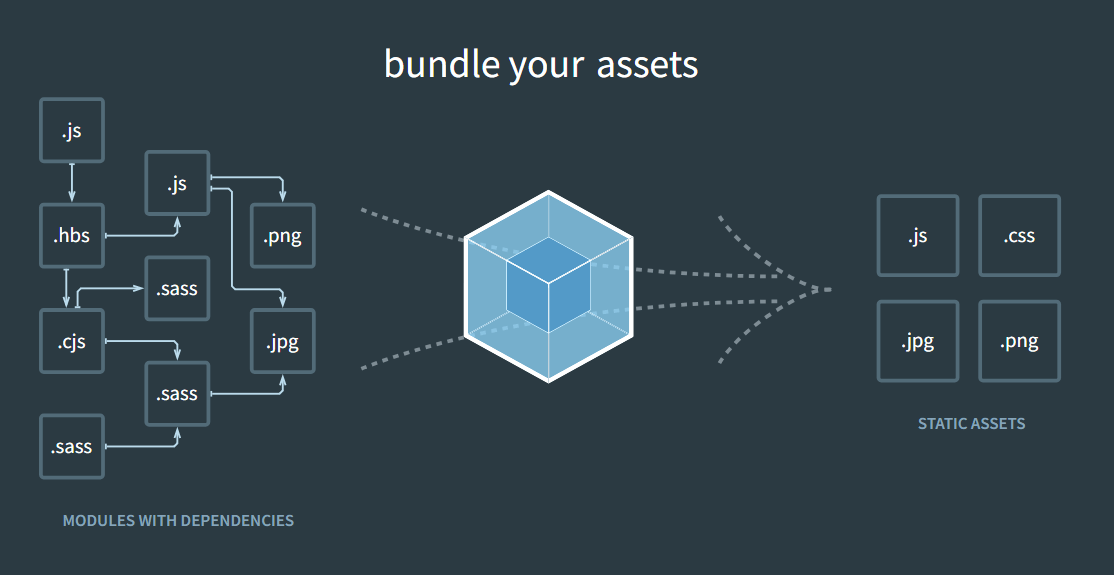 bundle your assets
.js
.js
.hbs
.png
.sass
.cjs
.jpg
.sass
.sass
MODULES WITH DEPENDENCIES
.js
.css
.jpg
.png
STATIC ASSETS